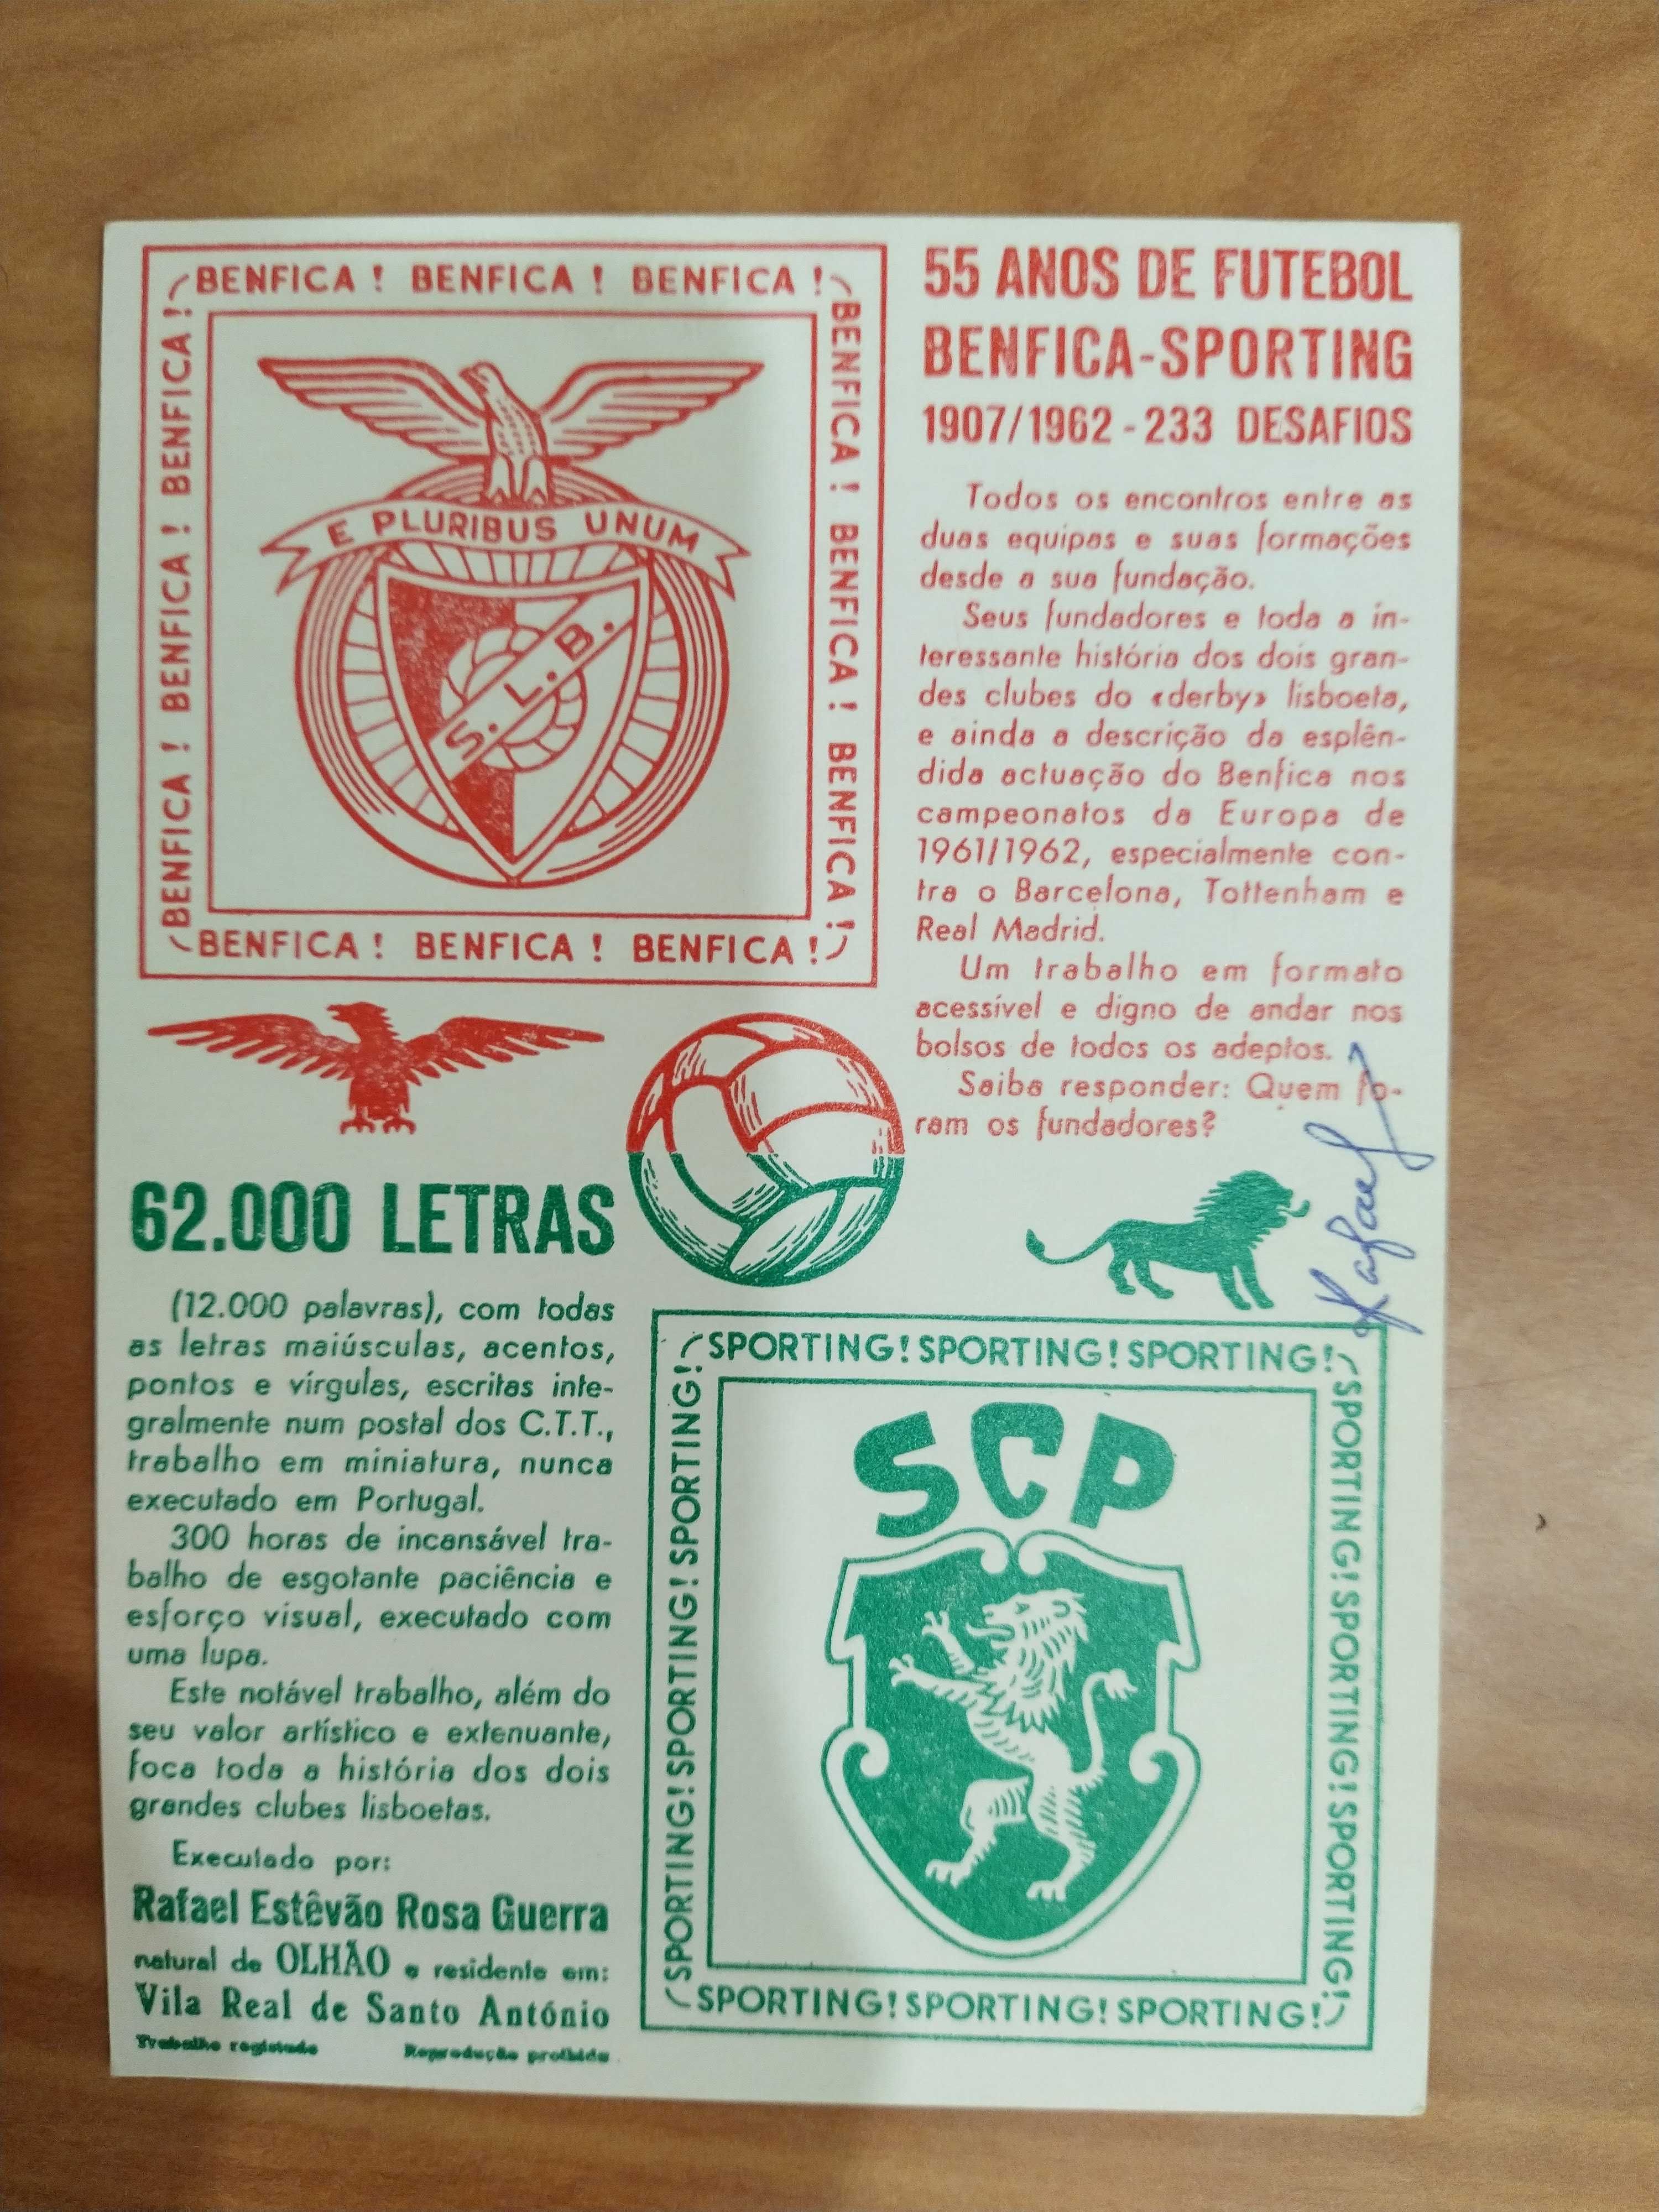 BENFICA ! BENFICA ! BENFICA !
BENFICA ! BENFICA ! BENFICA !
BENFICA ! BENFICA ! BENFICA !
BENFICA ! BENFICA ! BENFICA ! BENFICA !
E PLURIBUS UNUM
S. L. B.
55 ANOS DE FUTEBOL
BENFICA-SPORTING
1907/1962 - 233 DESAFIOS
Todos os encontros entre as
duas equipas e suas formações
desde a sua fundação.
Seus fundadores e toda a in-
teressante história dos dois gran-
des clubes do «derby» lisboeta,
e ainda a descrição da esplên-
dida actuação do Benfica nos
campeonatos da Europa de
1961/1962, especialmente con-
tra o Barcelona, Tottenham e
Real Madrid.
Um trabalho em formato
acessível e digno de andar nos
bolsos de todos os adeptos.
Saiba responder: Quem fo-
ram os fundadores?
Rafael
62.000 LETRAS
(12.000 palavras), com todas
as letras maiúsculas, acentos,
pontos e vírgulas, escritas inte-
gralmente num postal dos C.T.T.,
trabalho em miniatura, nunca
executado em Portugal.
300 horas de incansável tra-
balho de esgotante paciência e
esforço visual, executado com
uma lupa.
Este notável trabalho, além do
seu valor artístico e extenuante,
foca toda a história dos dois
grandes clubes lisboetas.
Executado por:
Rafael Estêvão Rosa Guerra
natural de OLHÃO e residente em:
Vila Real de Santo António
Trabalho registado Reprodução proibida
SPORTING! SPORTING! SPORTING!
SPORTING! SPORTING! SPORTING!
SPORTING! SPORTING! SPORTING!
SPORTING! SPORTING! SPORTING!
SCP